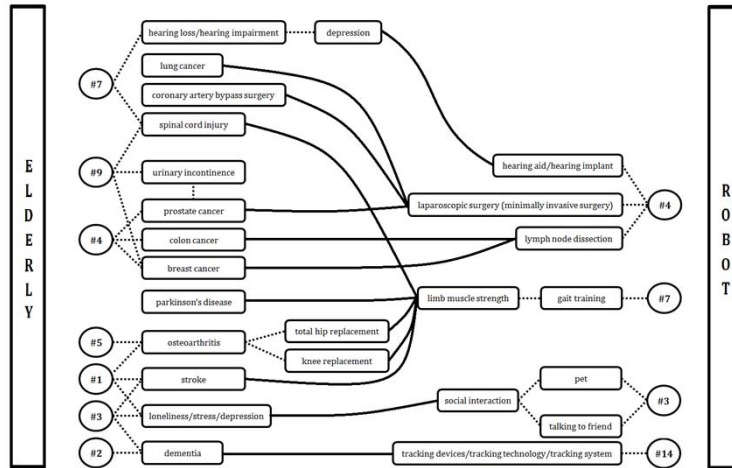 ELDERLY
#7
#9
#4
#5
#1
#3
#2
hearing loss/hearing impairment
depression
lung cancer
coronary artery bypass surgery
spinal cord injury
urinary incontinence
prostate cancer
colon cancer
breast cancer
parkinson's disease
osteoarthritis
total hip replacement
knee replacement
stroke
loneliness/stress/depression
dementia
hearing aid/hearing implant
laparoscopic surgery (minimally invasive surgery)
lymph node dissection
limb muscle strength
gait training
social interaction
pet
talking to friend
tracking devices/tracking technology/tracking system
#4
#7
#3
#14
ROBOT